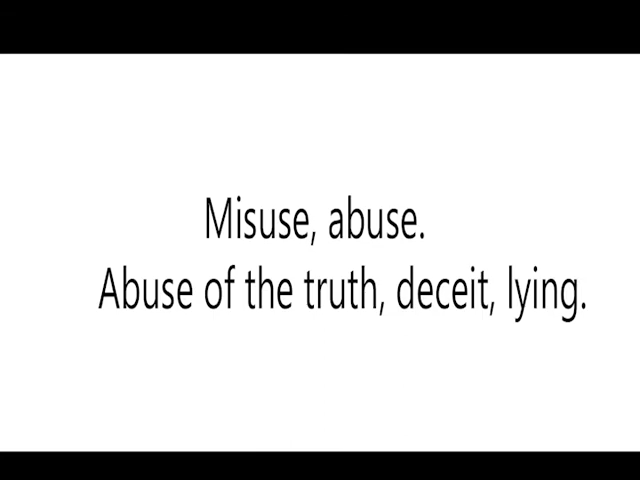 Misuse, abuse.
Abuse of the truth, deceit, lying.